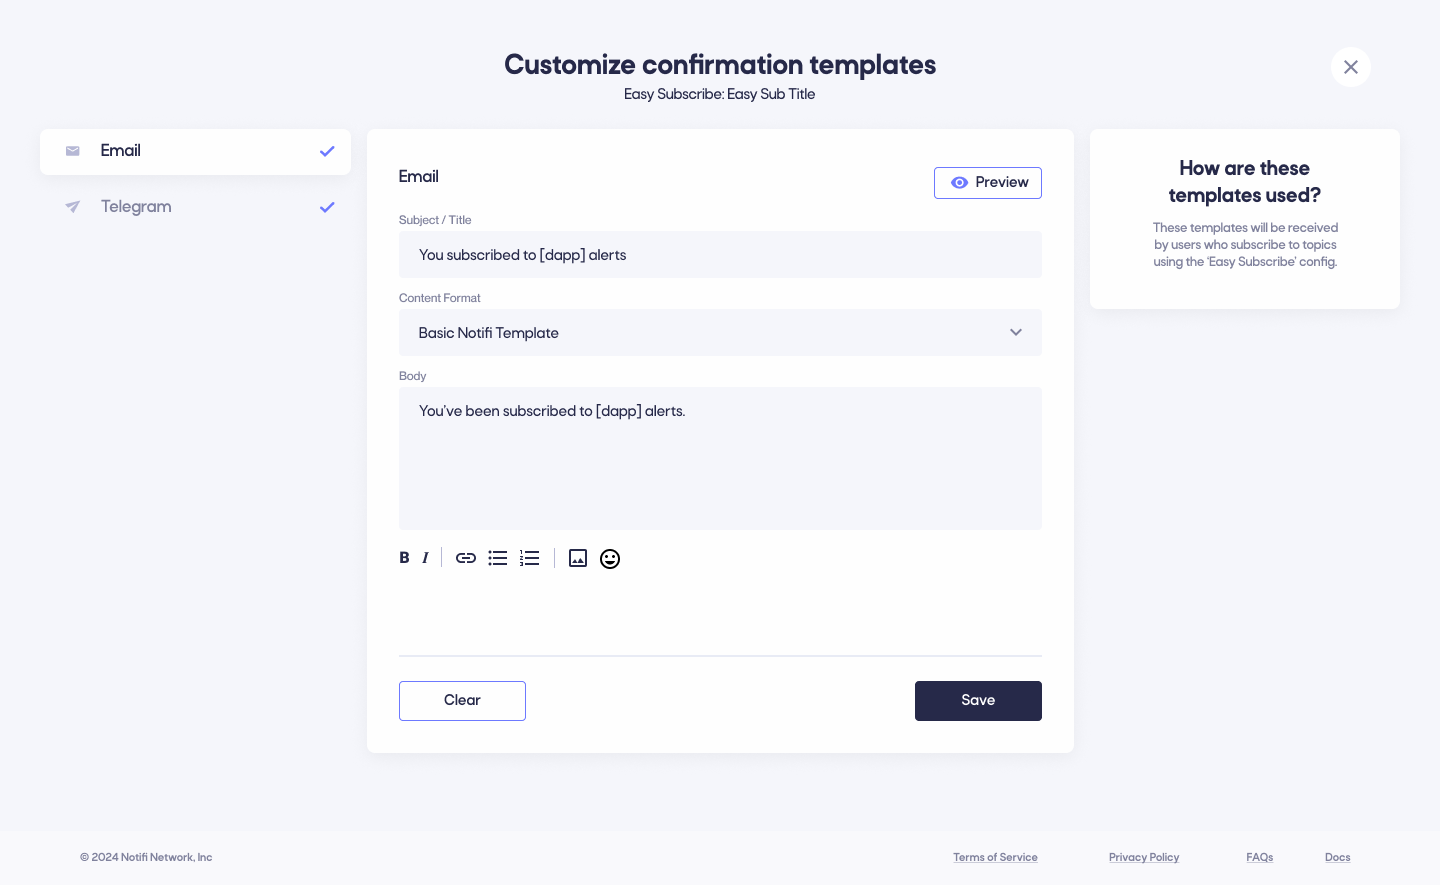 Customize confirmation templates
Easy Subscribe: Easy Sub Title
Email
Telegram
Email
Preview
Subject / Title
You subscribed to [dapp] alerts
Content Format
Basic Notifi Template
Body
You've been subscribed to [dapp] alerts.
B I
Clear
Save
How are these
templates used?
These templates will be received
by users who subscribe to topics
using the 'Easy Subscribe' config.
© 2024 Notifi Network, Inc
Terms of Service
Privacy Policy
FAQs
Docs